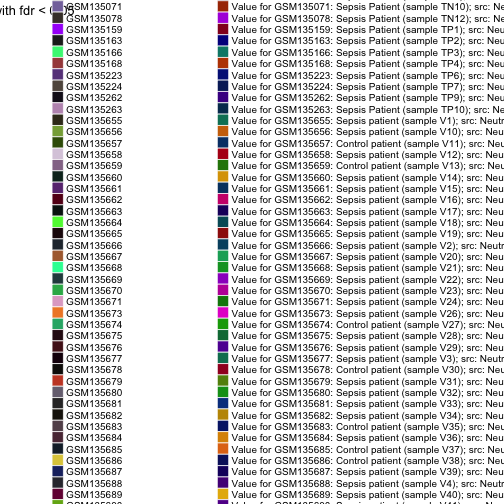 with fdr < 0.05
GSM135071 Value for GSM135071: Sepsis Patient (sample TN10); src: Neu
GSM135078 Value for GSM135078: Sepsis Patient (sample TN12); src: Neu
GSM135159 Value for GSM135159: Sepsis Patient (sample TP1); src: Neu
GSM135163 Value for GSM135163: Sepsis Patient (sample TP2); src: Neu
GSM135166 Value for GSM135166: Sepsis Patient (sample TP3); src: Neu
GSM135168 Value for GSM135168: Sepsis Patient (sample TP4); src: Neu
GSM135223 Value for GSM135223: Sepsis Patient (sample TP6); src: Neu
GSM135224 Value for GSM135224: Sepsis Patient (sample TP7); src: Neu
GSM135262 Value for GSM135262: Sepsis Patient (sample TP9); src: Neu
GSM135263 Value for GSM135263: Sepsis Patient (sample TP10); src: Neu
GSM135655 Value for GSM135655: Sepsis patient (sample V1); src: Neutr
GSM135656 Value for GSM135656: Sepsis patient (sample V10); src: Neu
GSM135657 Value for GSM135657: Control patient (sample V11); src: Neu
GSM135658 Value for GSM135658: Sepsis patient (sample V12); src: Neu
GSM135659 Value for GSM135659: Control patient (sample V13); src: Neu
GSM135660 Value for GSM135660: Sepsis patient (sample V14); src: Neu
GSM135661 Value for GSM135661: Sepsis patient (sample V15); src: Neu
GSM135662 Value for GSM135662: Sepsis patient (sample V16); src: Neu
GSM135663 Value for GSM135663: Sepsis patient (sample V17); src: Neu
GSM135664 Value for GSM135664: Sepsis patient (sample V18); src: Neu
GSM135665 Value for GSM135665: Sepsis patient (sample V19); src: Neu
GSM135666 Value for GSM135666: Sepsis patient (sample V2); src: Neutr
GSM135667 Value for GSM135667: Sepsis patient (sample V20); src: Neu
GSM135668 Value for GSM135668: Sepsis patient (sample V21); src: Neu
GSM135669 Value for GSM135669: Sepsis patient (sample V22); src: Neu
GSM135670 Value for GSM135670: Sepsis patient (sample V23); src: Neu
GSM135671 Value for GSM135671: Sepsis patient (sample V24); src: Neu
GSM135673 Value for GSM135673: Sepsis patient (sample V26); src: Neu
GSM135674 Value for GSM135674: Control patient (sample V27); src: Neu
GSM135675 Value for GSM135675: Sepsis patient (sample V28); src: Neu
GSM135676 Value for GSM135676: Sepsis patient (sample V29); src: Neu
GSM135677 Value for GSM135677: Sepsis patient (sample V3); src: Neutr
GSM135678 Value for GSM135678: Control patient (sample V30); src: Neu
GSM135679 Value for GSM135679: Sepsis patient (sample V31); src: Neu
GSM135680 Value for GSM135680: Sepsis patient (sample V32); src: Neu
GSM135681 Value for GSM135681: Sepsis patient (sample V33); src: Neu
GSM135682 Value for GSM135682: Sepsis patient (sample V34); src: Neu
GSM135683 Value for GSM135683: Control patient (sample V35); src: Neu
GSM135684 Value for GSM135684: Sepsis patient (sample V36); src: Neu
GSM135685 Value for GSM135685: Control patient (sample V37); src: Neu
GSM135686 Value for GSM135686: Control patient (sample V38); src: Neu
GSM135687 Value for GSM135687: Sepsis patient (sample V39); src: Neu
GSM135688 Value for GSM135688: Sepsis patient (sample V4); src: Neutr
GSM135689 Value for GSM135689: Sepsis patient (sample V40); src: Neu